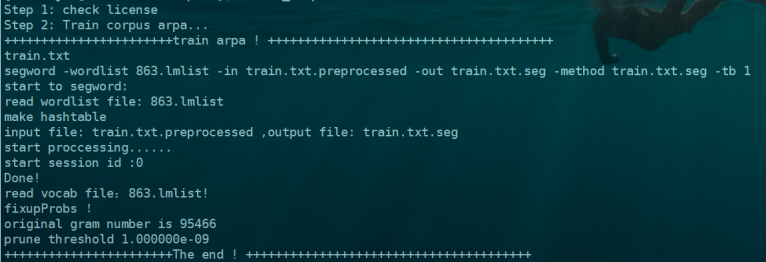 Step 1: check license
Step 2: Train corpus arpa...
+++++++++++++++++++++++train arpa ! +++++++++++++++++++++++++++++++++++++++
train.txt
segword -wordlist 863.lmlist -in train.txt.preprocessed -out train.txt.seg -method train.txt.seg -tb 1
start to segword:
read wordlist file: 863.lmlist
make hashtable
input file: train.txt.preprocessed ,output file: train.txt.seg
start proccessing......
start session id :0
Done!
read vocab file: 863.lmlist!
fixupProbs !
original gram number is 95466
prune threshold 1.000000e-09
+++++++++++++++++++++++The end ! +++++++++++++++++++++++++++++++++++++++